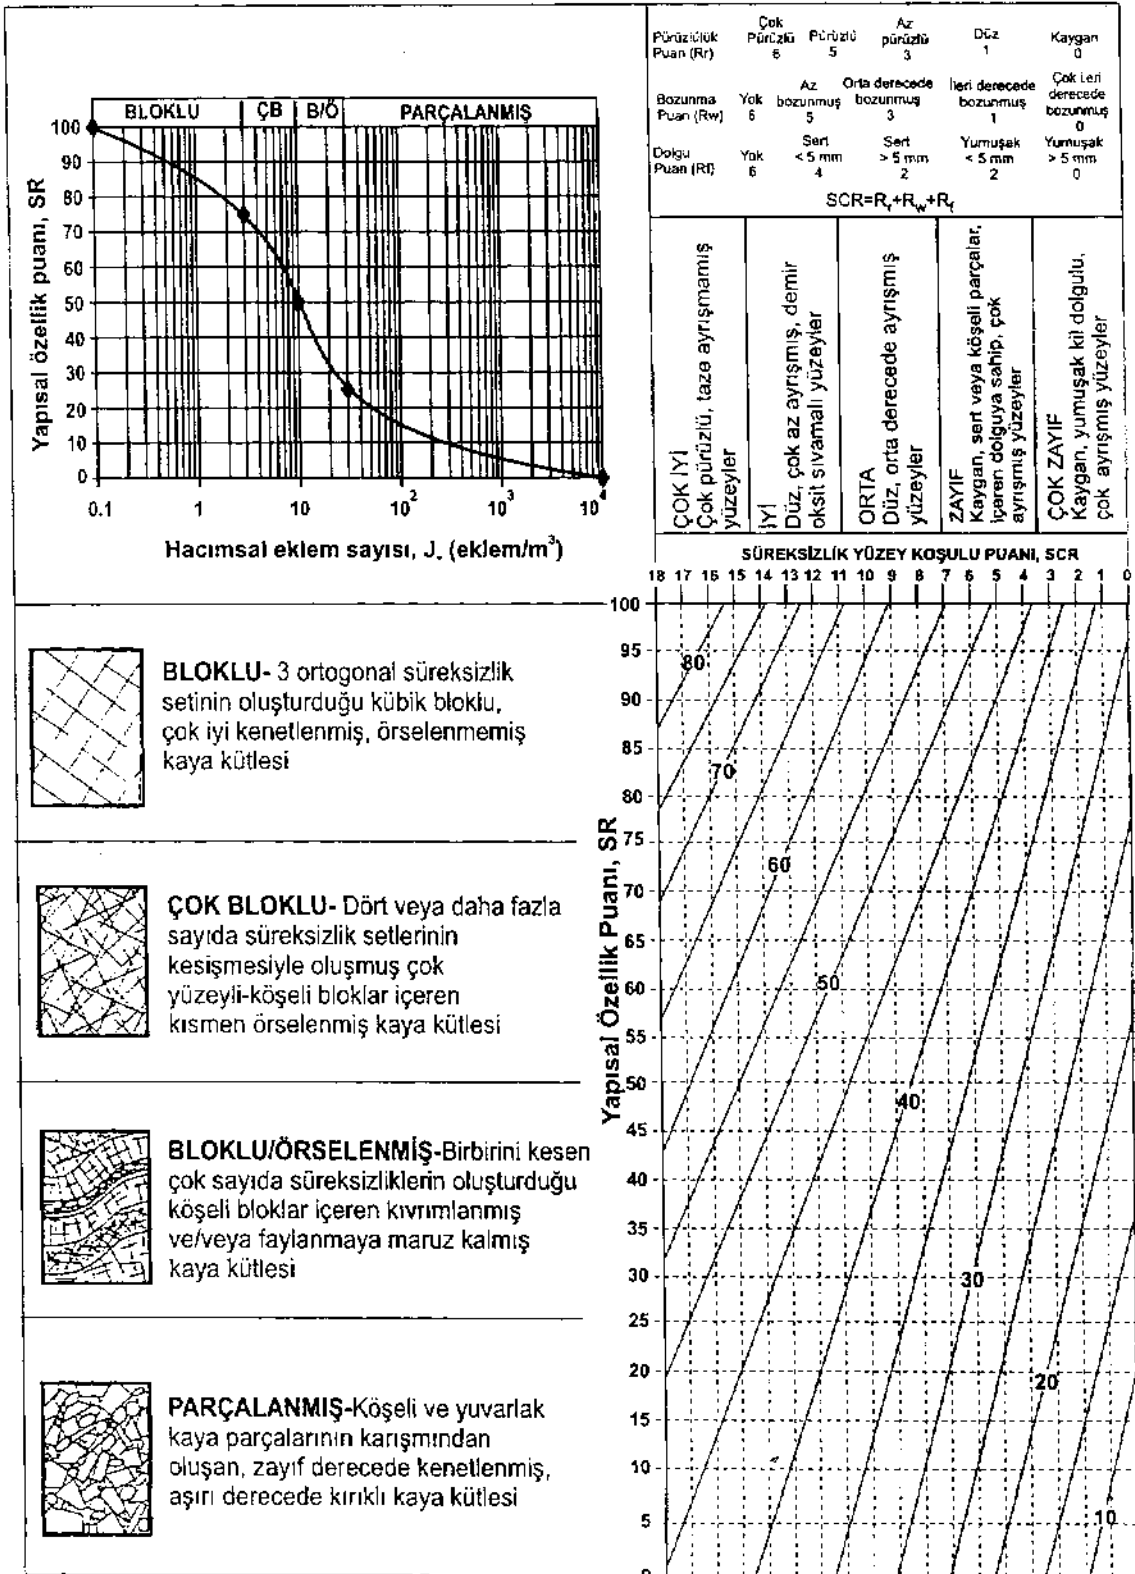 Pürüzlülük Puan (Rr)
Çok Pürüzlü 6
Pürüzlü 5
Az pürüzlü 3
Düz 1
Kaygan 0
Bozunma Puan (Rw)
Yok 6
Az bozunmuş 5
Orta derecede bozunmuş 3
İleri derecede bozunmuş 1
Çok ileri derecede bozunmuş 0
Dolgu Puan (Rf)
Yok 6
Sert < 5 mm 4
Sert > 5 mm 2
Yumuşak < 5 mm 2
Yumuşak > 5 mm 0
SCR=Rr+Rw+Rf
BLOKLU ÇB B/Ö PARÇALANMIŞ
Yapısal özellik puanı, SR
100
90
80
70
60
50
40
30
20
10
0
0.1 1 10 10² 10³ 10⁴
Hacımsal eklem sayısı, J. (eklem/m³)
ÇOK İYİ
Çok pürüzlü, taze ayrışmamış
yüzeyler
İYİ
Düz, çok az ayrışmış, demir
oksit sıvamalı yüzeyler
ORTA
Düz, orta derecede ayrışmış
yüzeyler
ZAYIF
Kaygan, sert veya köşeli parçalar,
içeren dolguya sahip, çok
ayrışmış yüzeyler
ÇOK ZAYIF
Kaygan, yumuşak kil dolgulu,
çok ayrışmış yüzeyler
SÜREKSİZLİK YÜZEY KOŞULU PUANI, SCR
18 17 16 15 14 13 12 11 10 9 8 7 6 5 4 3 2 1 0
BLOKLU- 3 ortogonal süreksizlik
setinin oluşturduğu kübik bloklu,
çok iyi kenetlenmiş, örselenmemiş
kaya kütlesi
ÇOK BLOKLU- Dört veya daha fazla
sayıda süreksizlik setlerinin
kesişmesiyle oluşmuş çok
yüzeyli-köşeli bloklar içeren
kısmen örselenmiş kaya kütlesi
BLOKLU/ÖRSELENMİŞ-Birbirini kesen
çok sayıda süreksizliklerin oluşturduğu
köşeli bloklar içeren kıvrımlanmış
ve/veya faylanmaya maruz kalmış
kaya kütlesi
PARÇALANMIŞ-Köşeli ve yuvarlak
kaya parçalarının karışmından
oluşan, zayıf derecede kenetlenmiş,
aşırı derecede kırıklı kaya kütlesi
Yapısal Özellik Puanı, SR
100
95
90
85
80
75
70
65
60
55
50
45
40
35
30
25
20
15
10
5
0
80
70
60
50
40
30
20
10